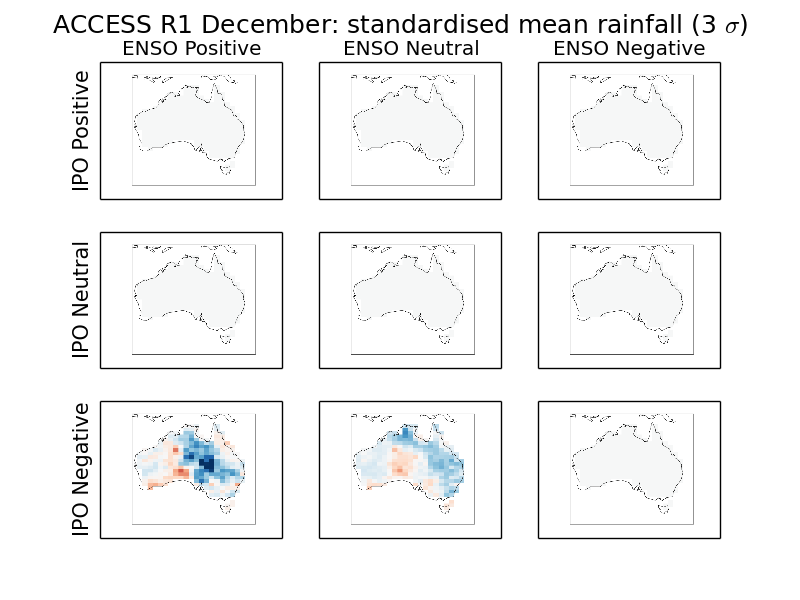 ACCESS R1 December: standardised mean rainfall (3 σ)
ENSO Positive
ENSO Neutral
ENSO Negative
IPO Positive
IPO Neutral
IPO Negative